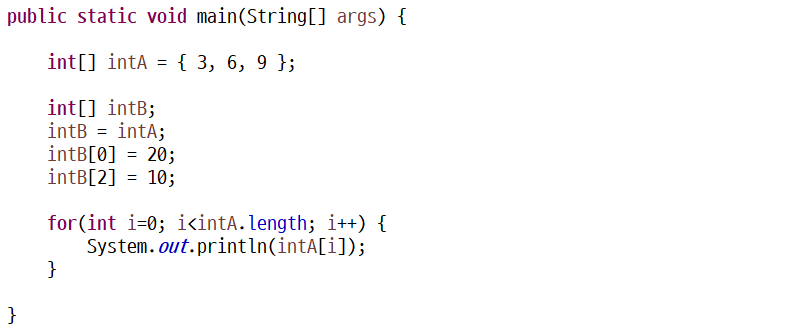 public static void main(String[] args) {
int[] intA = { 3, 6, 9 };
int[] intB;
intB = intA;
intB[0] = 20;
intB[2] = 10;
for(int i=0; i<intA.length; i++) {
System.out.println(intA[i]);
}
}